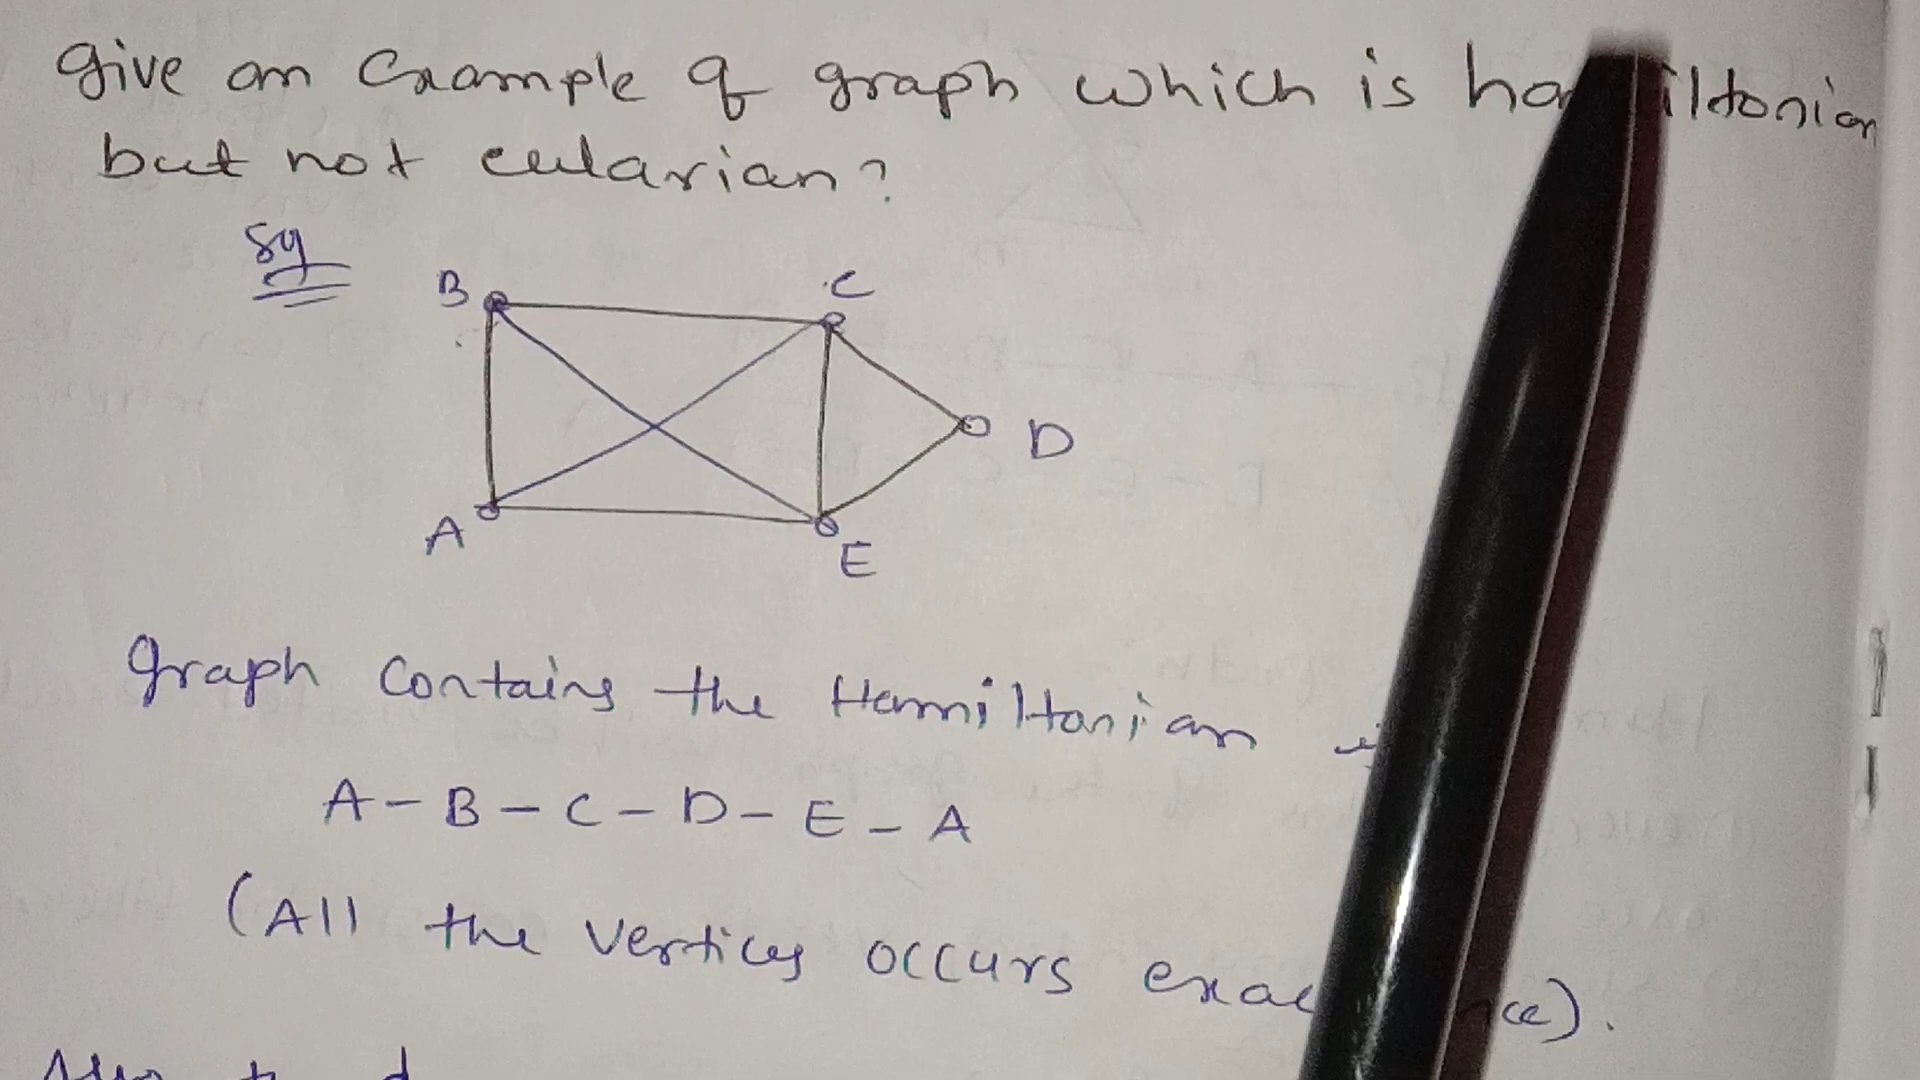 give an Example of graph which is ha iltonian
but not eularian?
Sol
B
C
D
A
E
graph contains the Hamiltonian
A - B - C - D - E - A
(All the vertices occurs exac nce).